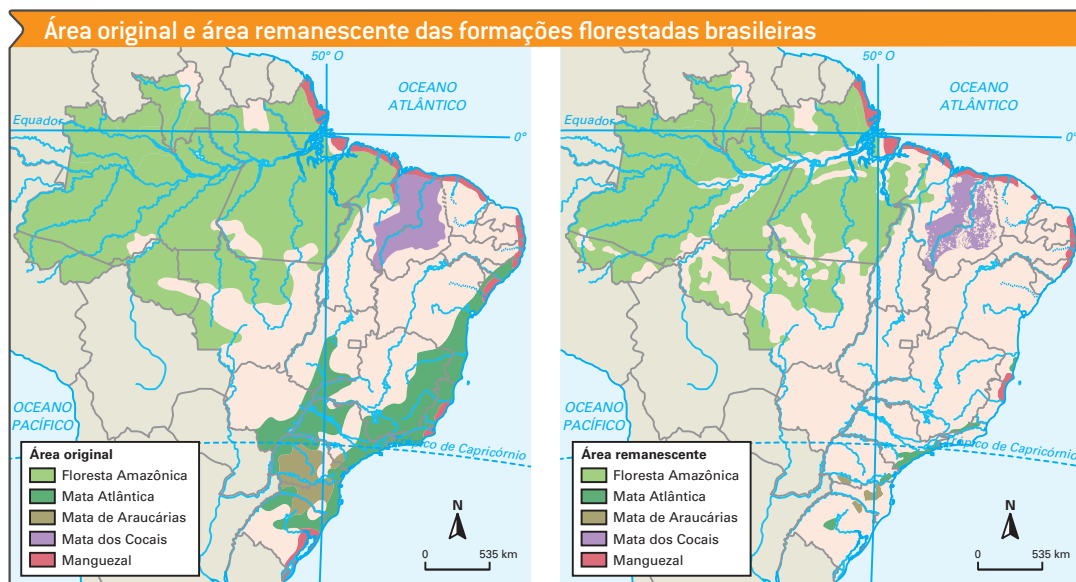 Área original e área remanescente das formações florestadas brasileiras
50° O
OCEANO
ATLÂNTICO
Equador
0°
OCEANO
PACÍFICO
Trópico de Capricórnio
Área original
Floresta Amazônica
Mata Atlântica
Mata de Araucárias
Mata dos Cocais
Manguezal
N
0 535 km
50° O
OCEANO
ATLÂNTICO
Equador
0°
OCEANO
PACÍFICO
Trópico de Capricórnio
Área remanescente
Floresta Amazônica
Mata Atlântica
Mata de Araucárias
Mata dos Cocais
Manguezal
N
0 535 km